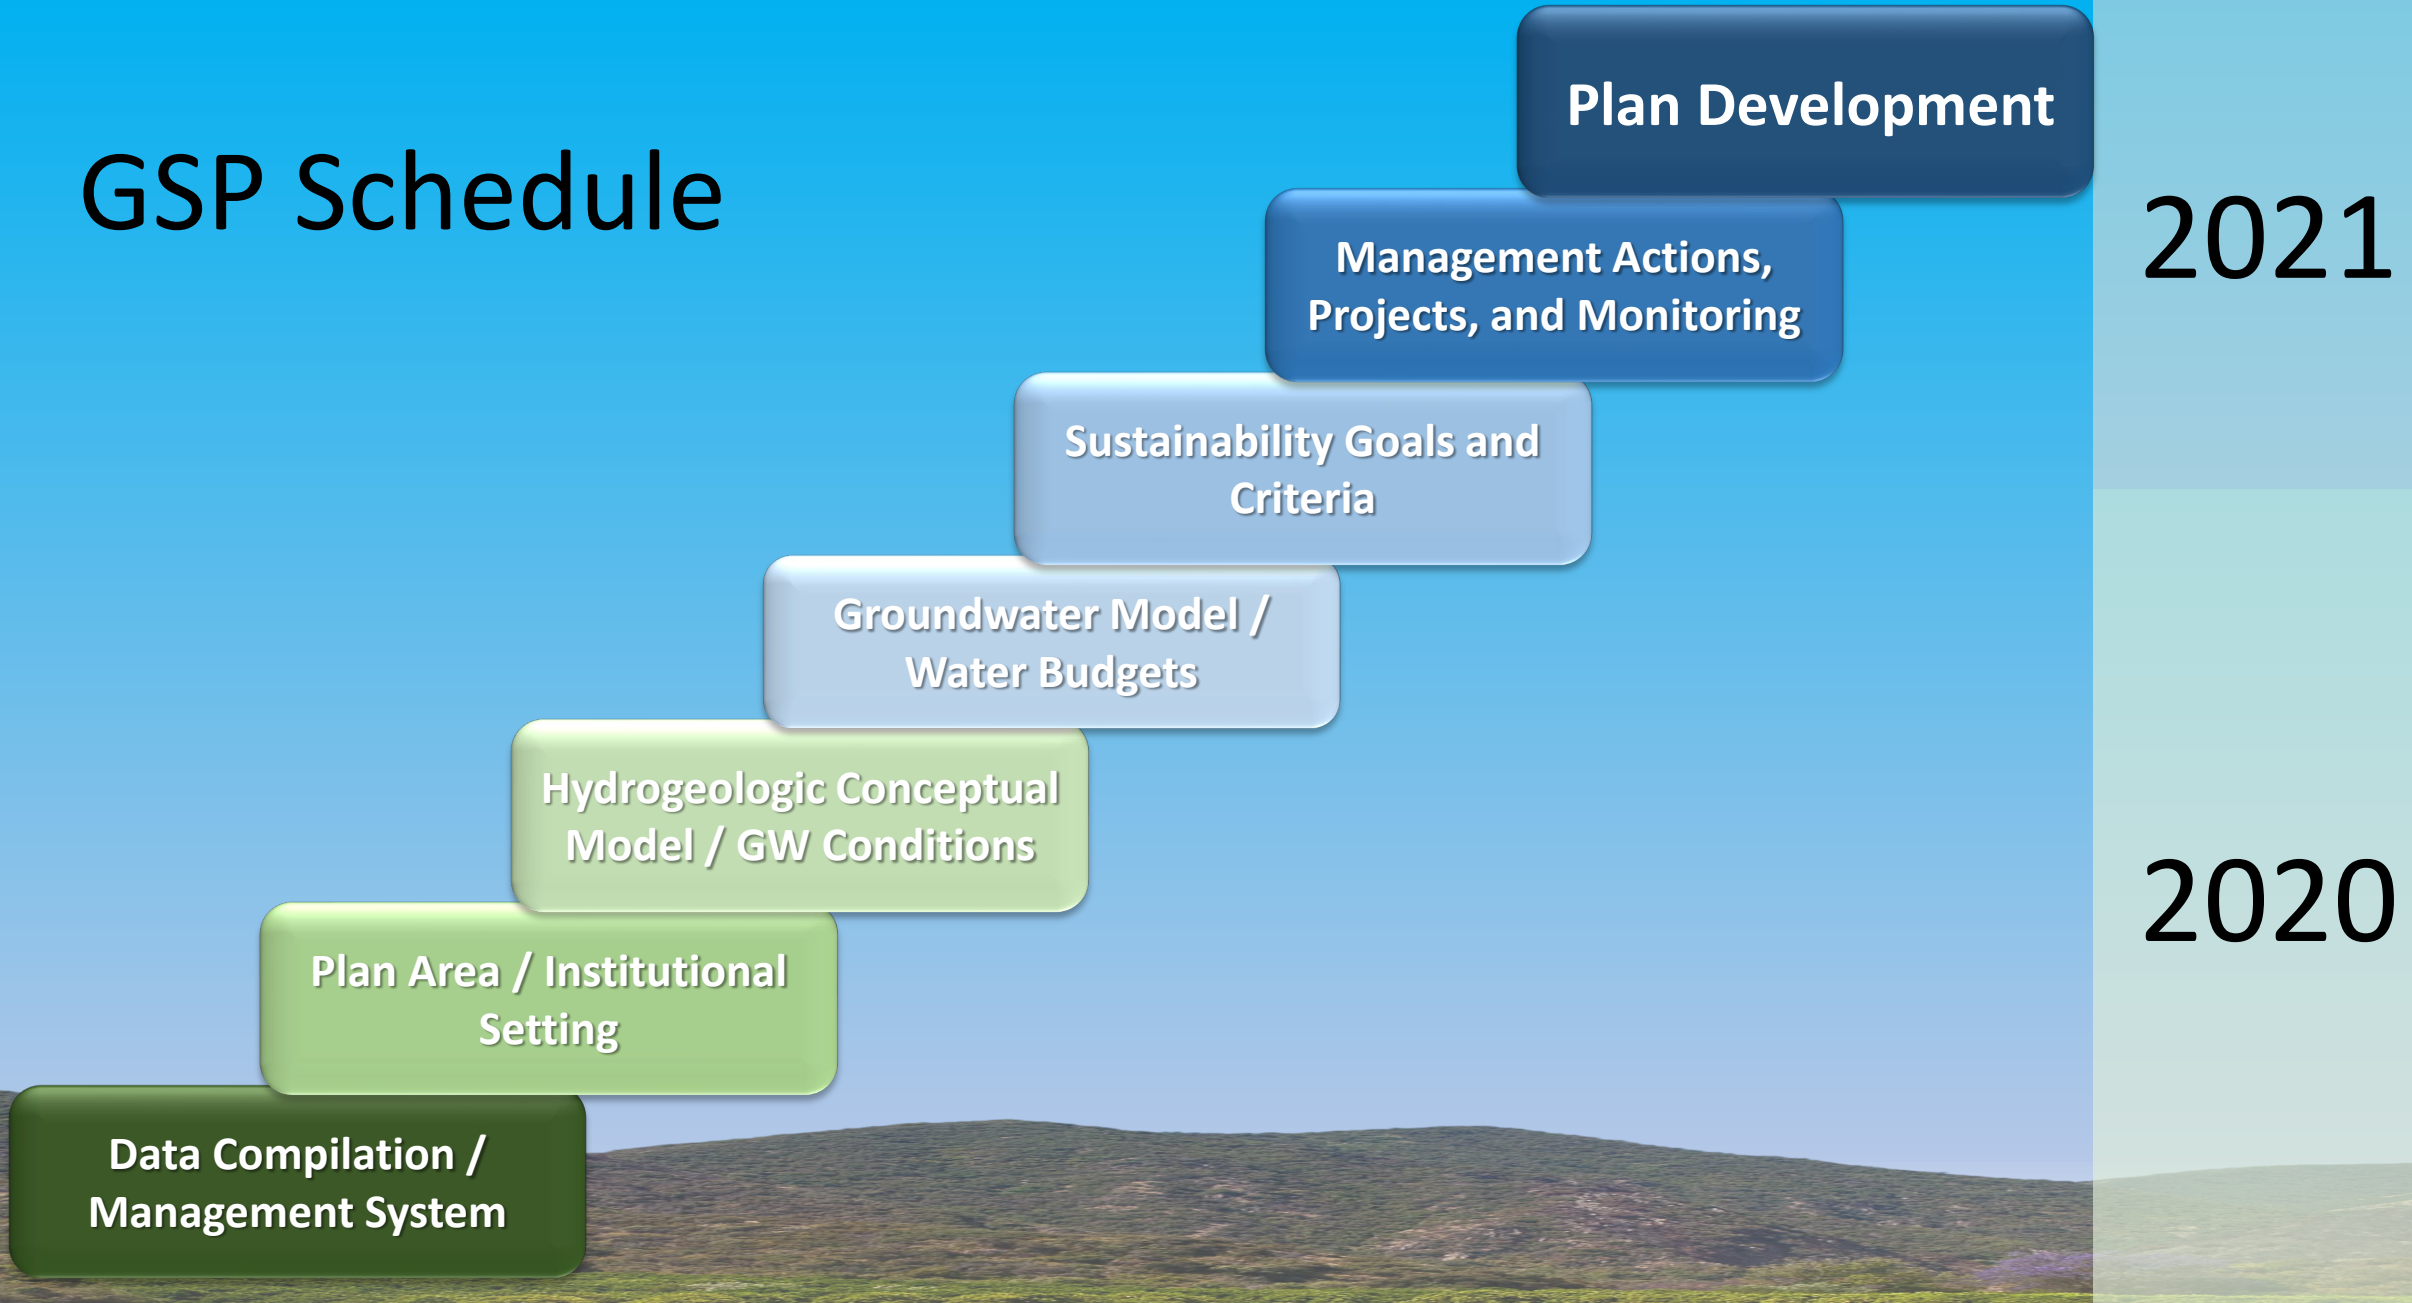 GSP Schedule
Plan Development
2021
Management Actions,
Projects, and Monitoring
Sustainability Goals and
Criteria
Groundwater Model /
Water Budgets
Hydrogeologic Conceptual
Model / GW Conditions
2020
Plan Area / Institutional
Setting
Data Compilation /
Management System